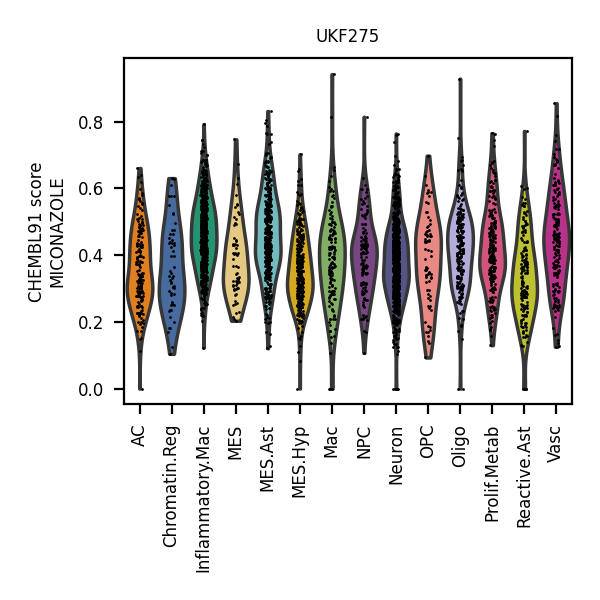 UKF275
CHEMBL91 score
MICONAZOLE
0.8
0.6
0.4
0.2
0.0
AC
Chromatin.Reg
Inflammatory.Mac
MES
MES.Ast
MES.Hyp
Mac
NPC
Neuron
OPC
Oligo
Prolif.Metab
Reactive.Ast
Vasc